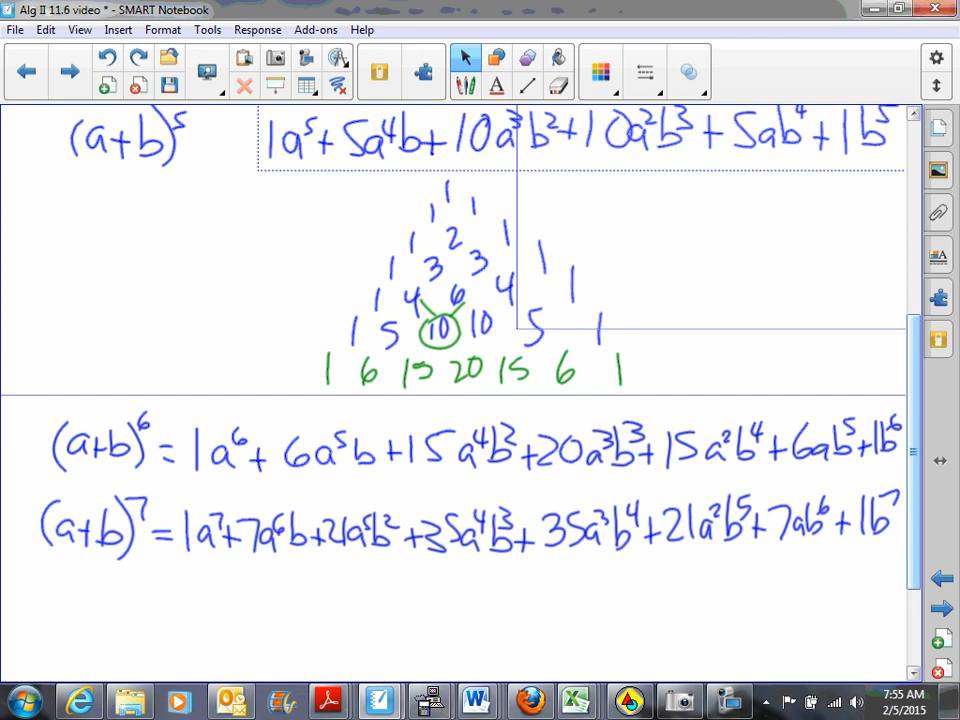 Alg II 11.6 video * - SMART Notebook
File Edit View Insert Format Tools Response Add-ons Help
(a+b)⁵ 1a⁵+5a⁴b+10a³b²+10a²b³+5ab⁴+1b⁵
1
1 1
1 2 1
1 3 3 1
1 4 6 4 1
1 5 10 10 5 1
1 6 15 20 15 6 1
(a+b)⁶ = 1a⁶+6a⁵b+15a⁴b²+20a³b³+15a²b⁴+6ab⁵+1b⁶
(a+b)⁷ = 1a⁷+7a⁶b+21a⁵b²+35a⁴b³+35a³b⁴+21a²b⁵+7ab⁶+1b⁷
7:55 AM
2/5/2015